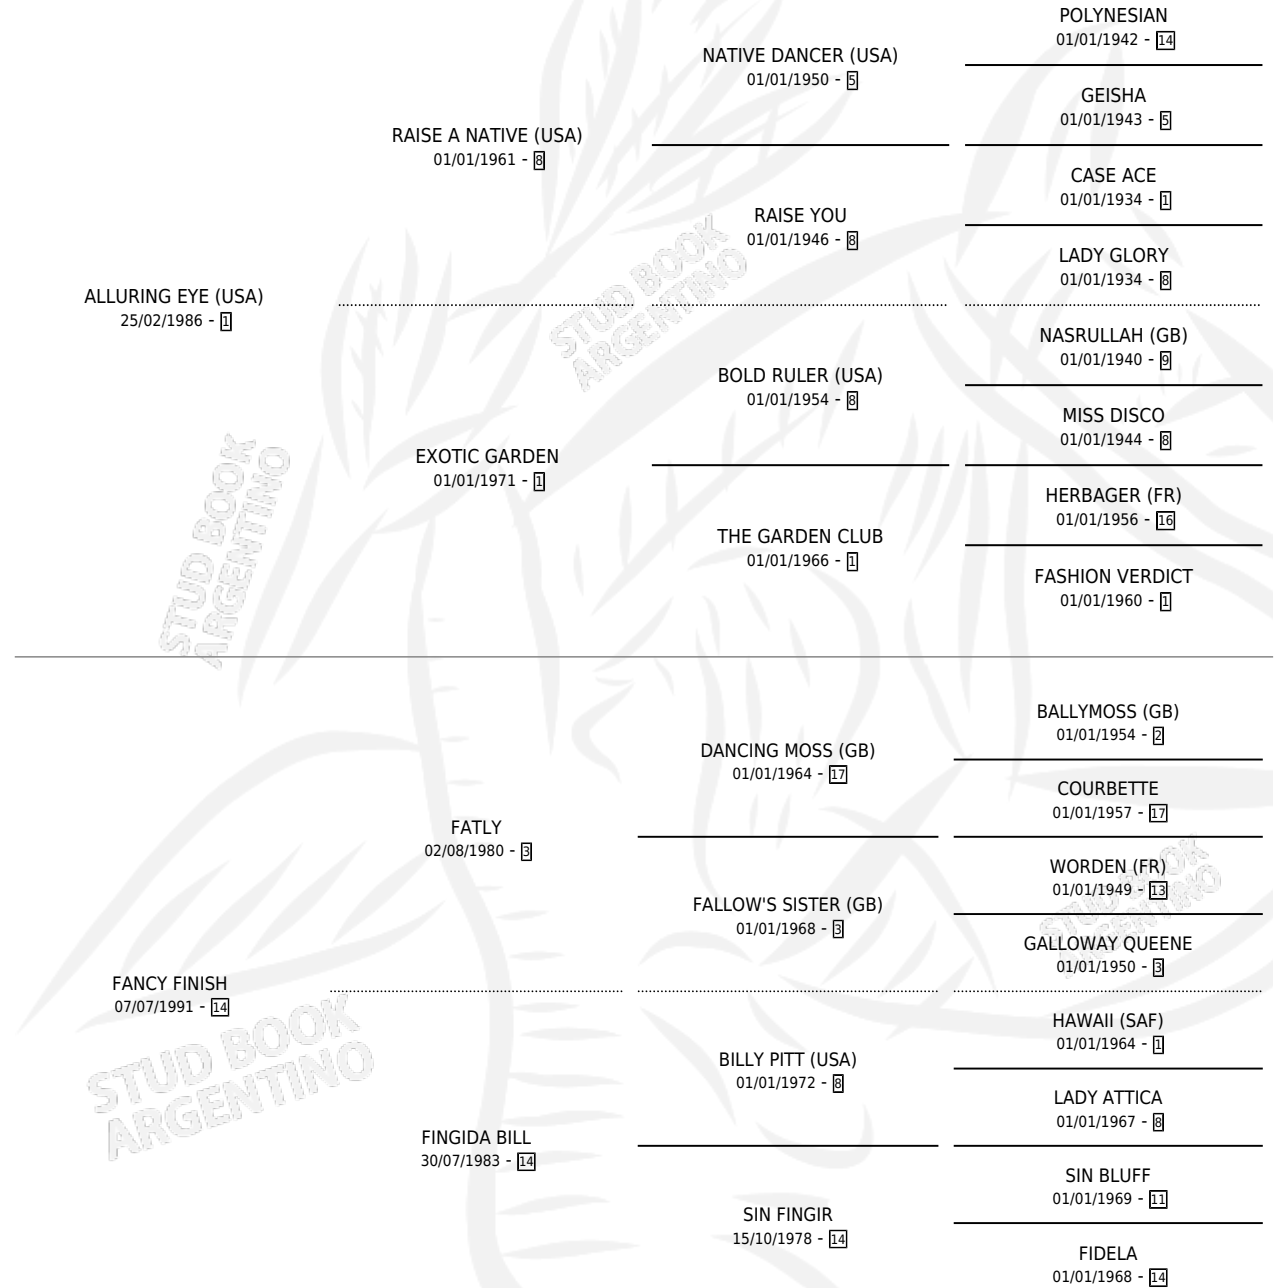 POLYNESIAN
01/01/1942 - 14
NATIVE DANCER (USA)
01/01/1950 - 5
GEISHA
01/01/1943 - 5
RAISE A NATIVE (USA)
01/01/1961 - 8
CASE ACE
01/01/1934 - 1
RAISE YOU
01/01/1946 - 8
LADY GLORY
01/01/1934 - 8
ALLURING EYE (USA)
25/02/1986 - 1
STUD BOOK
ARGENTINO
NASRULLAH (GB)
01/01/1940 - 9
BOLD RULER (USA)
01/01/1954 - 8
MISS DISCO
01/01/1944 - 8
EXOTIC GARDEN
01/01/1971 - 1
HERBAGER (FR)
01/01/1956 - 16
THE GARDEN CLUB
01/01/1966 - 1
FASHION VERDICT
01/01/1960 - 1
STUD BOOK
ARGENTINO
BALLYMOSS (GB)
01/01/1954 - 2
DANCING MOSS (GB)
01/01/1964 - 17
COURBETTE
01/01/1957 - 17
FATLY
02/08/1980 - 3
WORDEN (FR)
01/01/1949 - 13
FALLOW'S SISTER (GB)
01/01/1968 - 3
GALLOWAY QUEENE
01/01/1950 - 3
STUD BOOK
ARGENTINO
FANCY FINISH
07/07/1991 - 14
HAWAII (SAF)
01/01/1964 - 1
BILLY PITT (USA)
01/01/1972 - 8
LADY ATTICA
01/01/1967 - 8
STUD BOOK
ARGENTINO
FINGIDA BILL
30/07/1983 - 14
SIN BLUFF
01/01/1969 - 11
SIN FINGIR
15/10/1978 - 14
FIDELA
01/01/1968 - 14